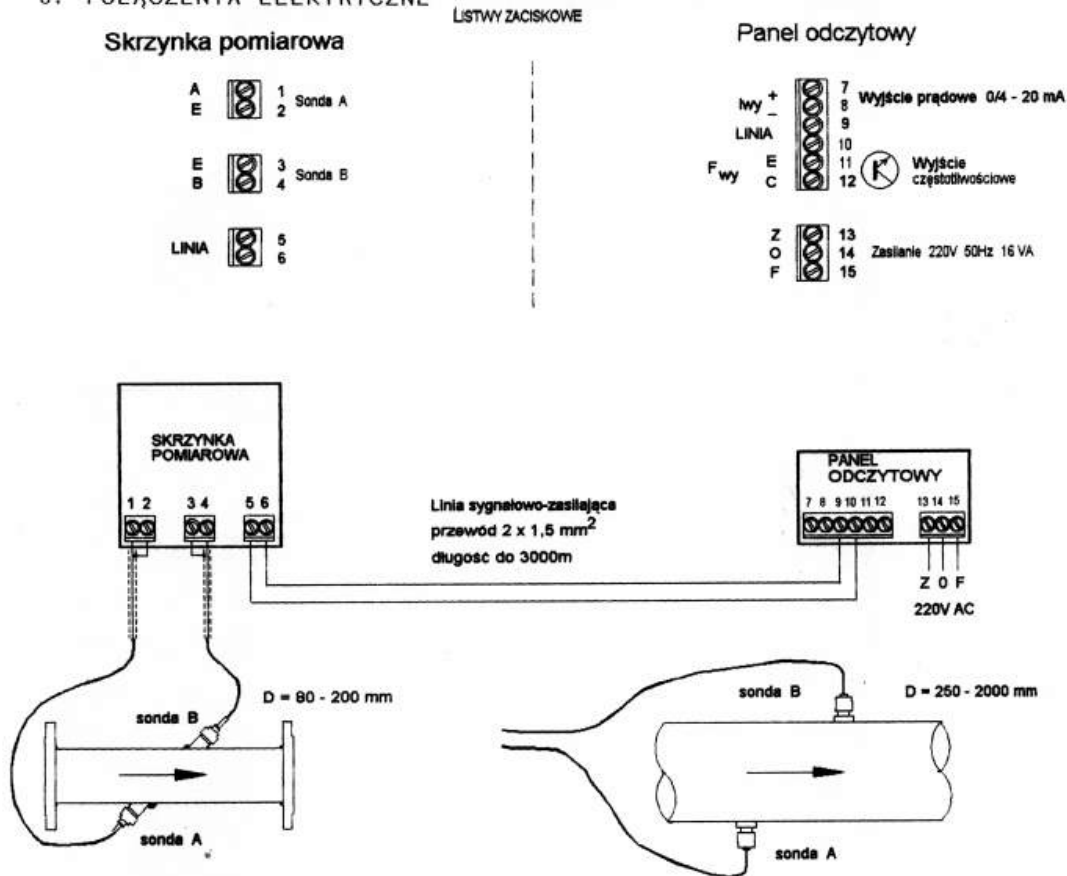 POŁĄCZENIA ELEKTRYCZNE
LISTWY ZACISKOWE
Skrzynka pomiarowa
A 1
E 2
Sonda A
E 3
B 4
Sonda B
LINIA
5
6
Panel odczytowy
Iwy + 7
- 8
Wyjście prądowe 0/4 - 20 mA
LINIA
9
10
F wy
E 11
C 12
Wyjście
częstotliwościowe
Z 13
O 14
F 15
Zasilanie 220V 50Hz 16 VA
SKRZYNKA
POMIAROWA
1 2 3 4 5 6
Linia sygnałowo-zasilająca
przewód 2 x 1,5 mm2
długość do 3000m
PANEL
ODCZYTOWY
7 8 9 10 11 12 13 14 15
Z 0 F
220V AC
D = 80 - 200 mm
sonda B
sonda A
sonda B
D = 250 - 2000 mm
sonda A